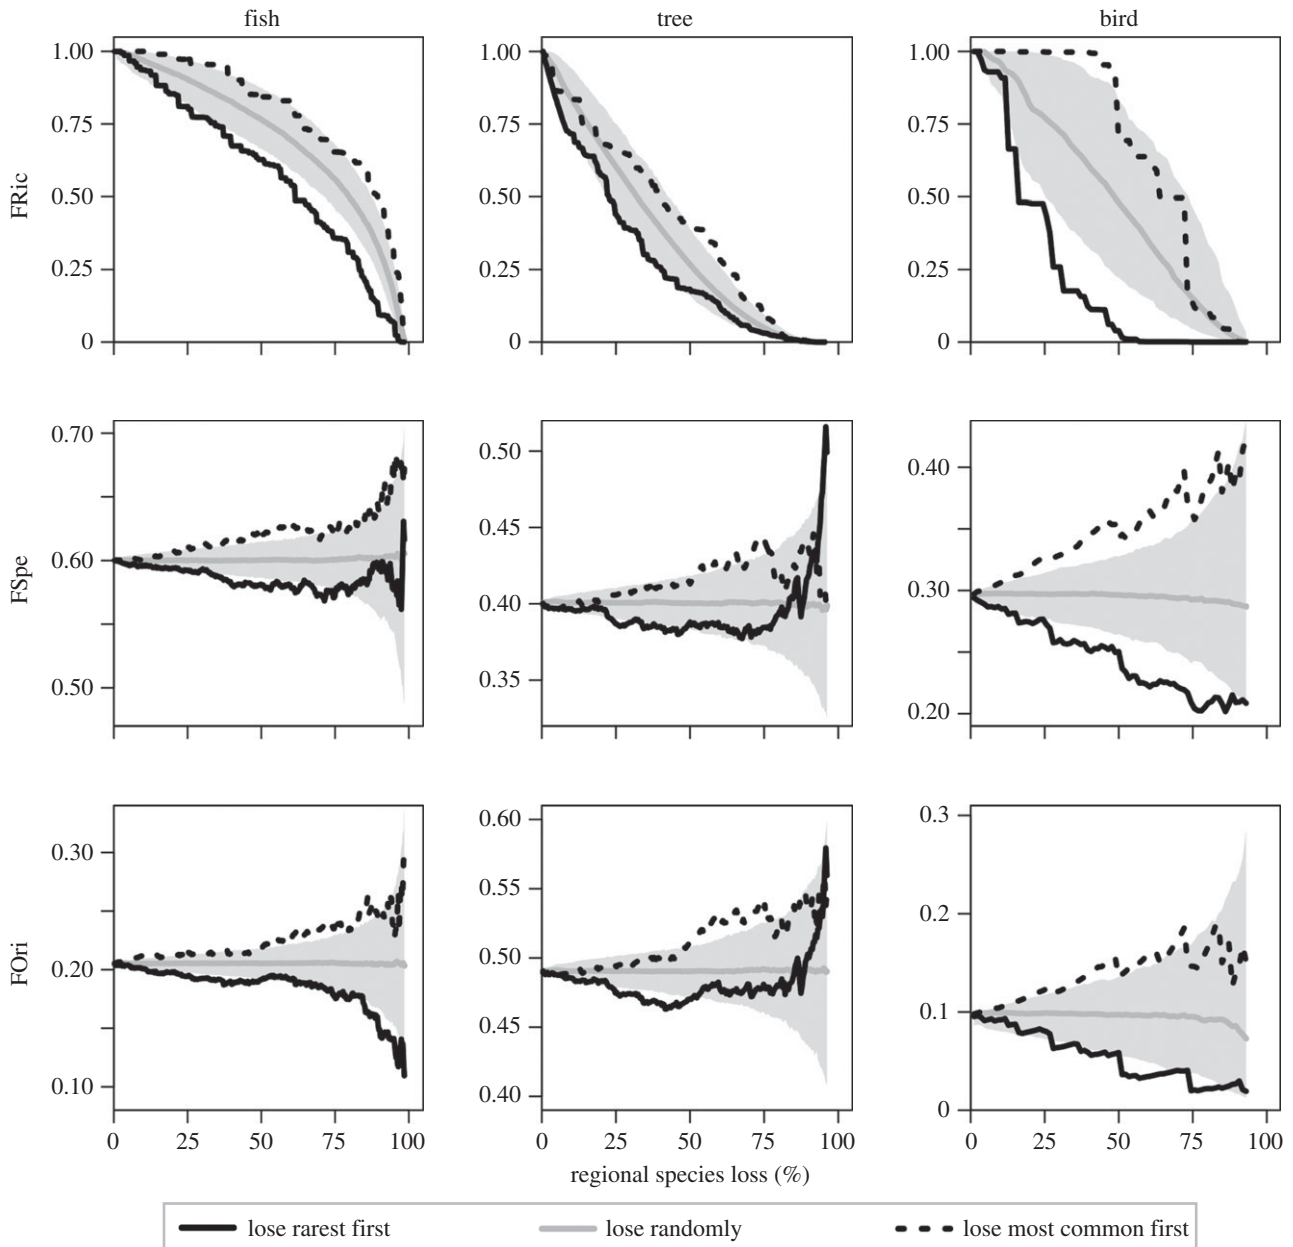 fish tree bird
FRic
1.00 1.00 1.00
0.75 0.75 0.75
0.50 0.50 0.50
0.25 0.25 0.25
0 0 0
FSpe
0.70 0.50 0.40
0.60 0.45 0.30
0.50 0.40 0.20
0.35
FOri
0.30 0.60 0.3
0.20 0.55 0.2
0.10 0.50 0.1
0.45 0
0.40
0 25 50 75 100 0 25 50 75 100 0 25 50 75 100
regional species loss (%)
lose rarest first lose randomly lose most common first